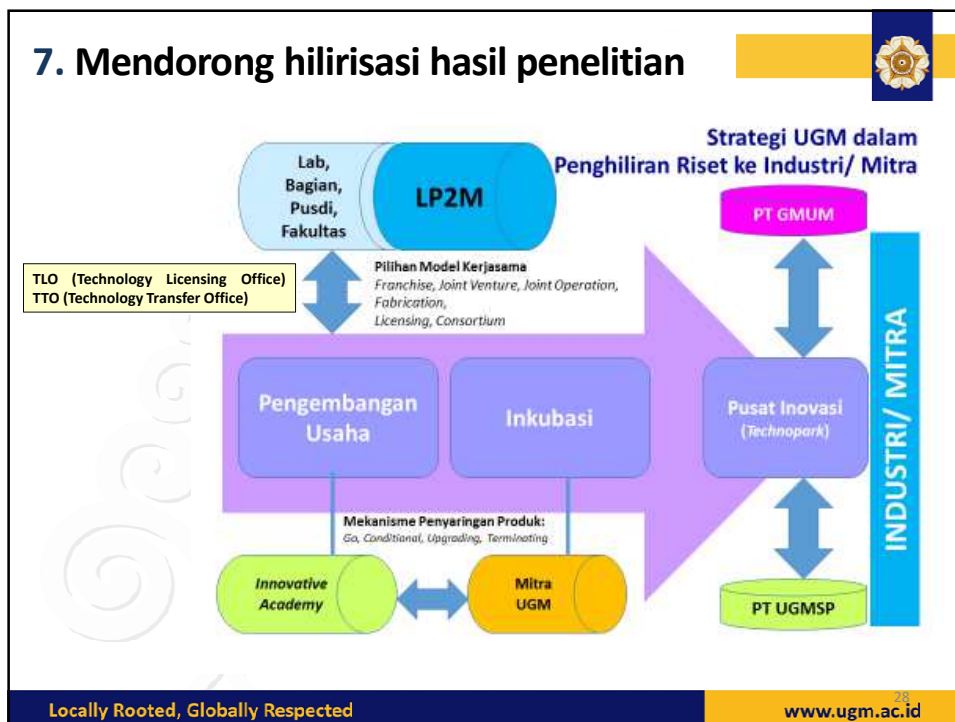 7. Mendorong hilirisasi hasil penelitian
Strategi UGM dalam
Penghiliran Riset ke Industri/ Mitra
Lab,
Bagian,
Pusdi,
Fakultas
LP2M
PT GMUM
TLO (Technology Licensing Office)
TTO (Technology Transfer Office)
Pilihan Model Kerjasama
Franchise, Joint Venture, Joint Operation,
Fabrication,
Licensing, Consortium
Pengembangan
Usaha
Inkubasi
Pusat Inovasi
(Technopark)
INDUSTRI/ MITRA
Mekanisme Penyaringan Produk:
Go, Conditional, Upgrading, Terminating
Innovative
Academy
Mitra
UGM
PT UGMSP
28
Locally Rooted, Globally Respected
www.ugm.ac.id